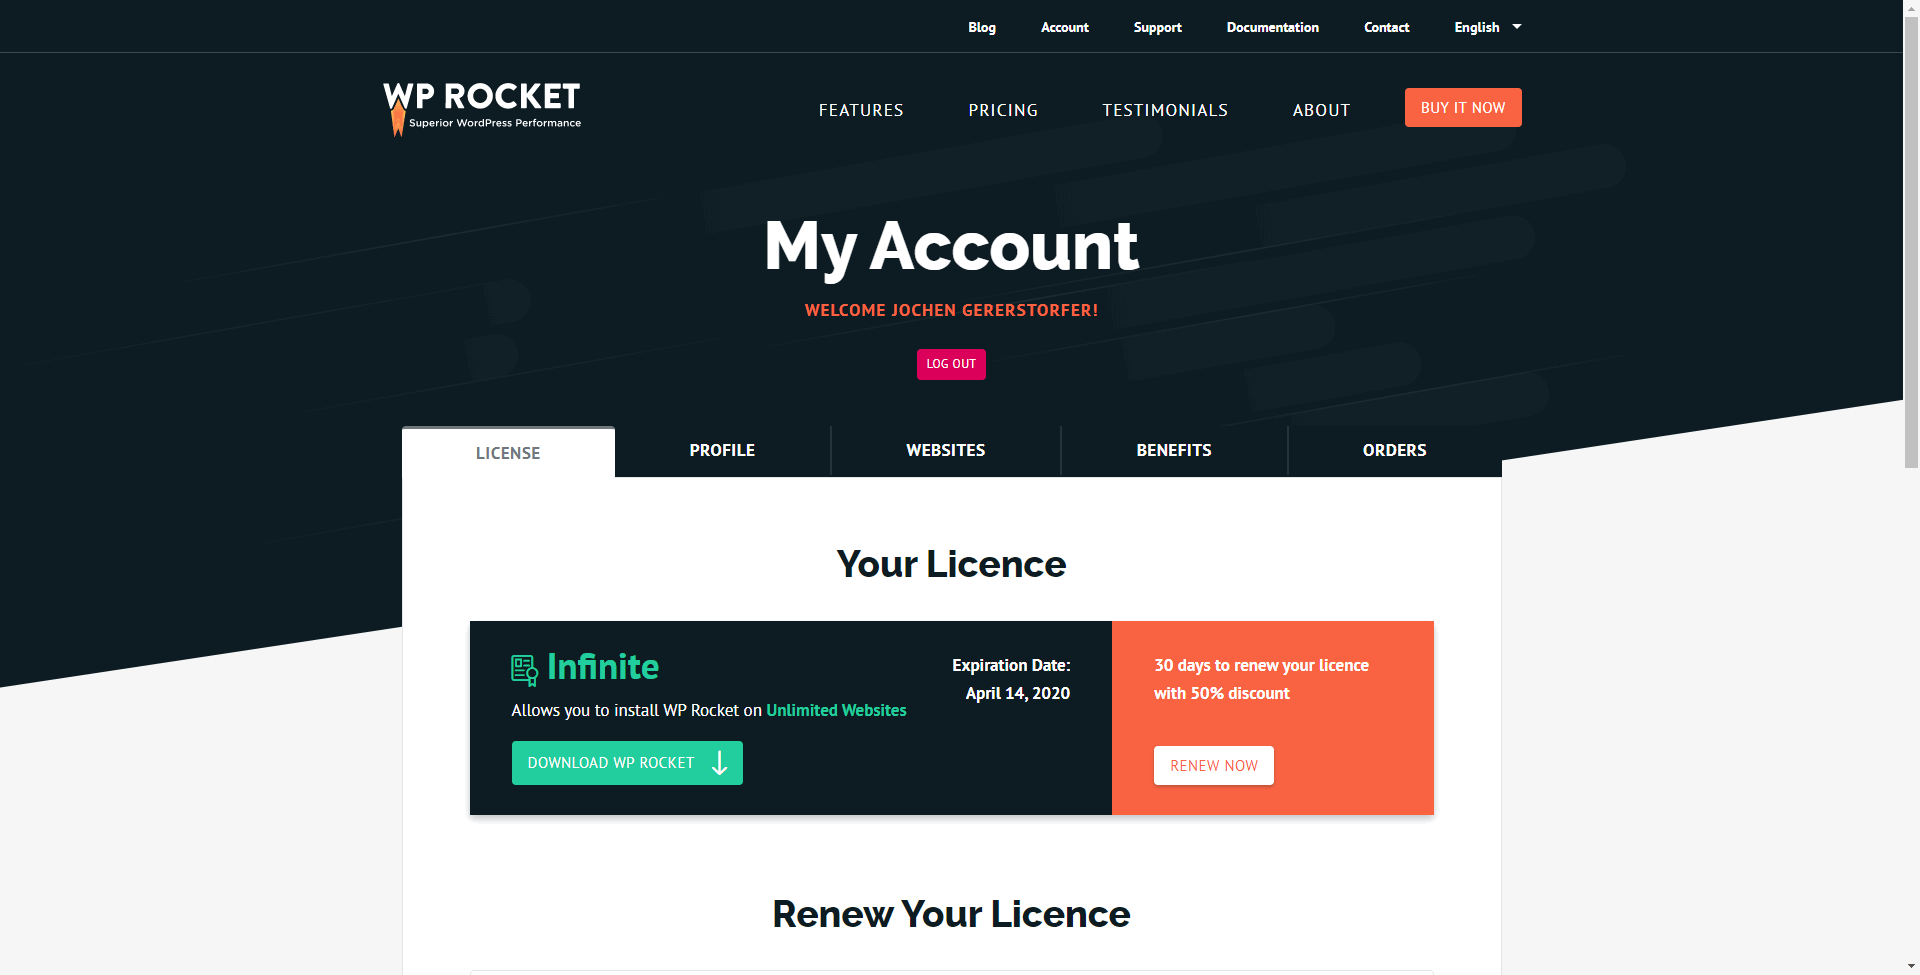 Blog Account Support Documentation Contact English
WP ROCKET
Superior WordPress Performance
FEATURES PRICING TESTIMONIALS ABOUT BUY IT NOW
My Account
WELCOME JOCHEN GERERSTORFER!
LOG OUT
LICENSE PROFILE WEBSITES BENEFITS ORDERS
Your Licence
Infinite
Allows you to install WP Rocket on Unlimited Websites
DOWNLOAD WP ROCKET
Expiration Date:
April 14, 2020
30 days to renew your licence
with 50% discount
RENEW NOW
Renew Your Licence